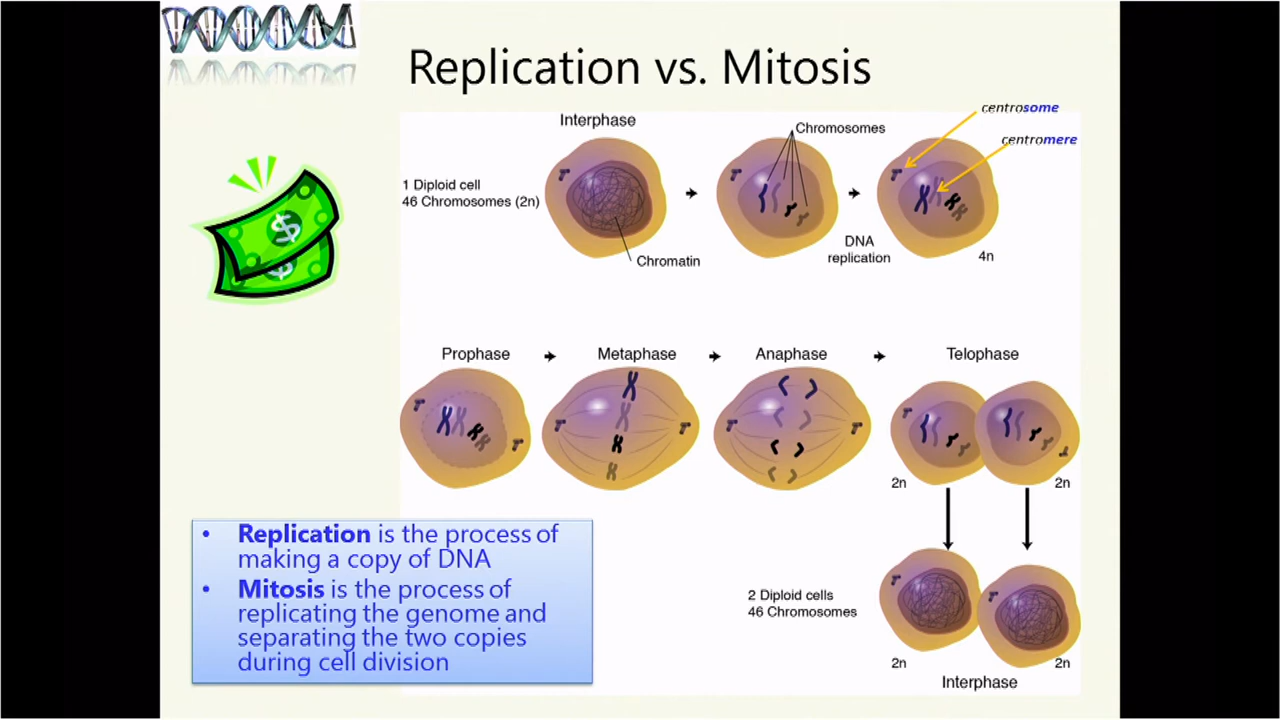 Replication vs. Mitosis
centrosome
centromere
Interphase
Chromosomes
1 Diploid cell
46 Chromosomes (2n)
Chromatin
DNA
replication
4n
Prophase
Metaphase
Anaphase
Telophase
2n
2n
• Replication is the process of
making a copy of DNA
• Mitosis is the process of
replicating the genome and
separating the two copies
during cell division
2 Diploid cells
46 Chromosomes
2n
2n
Interphase
$
$